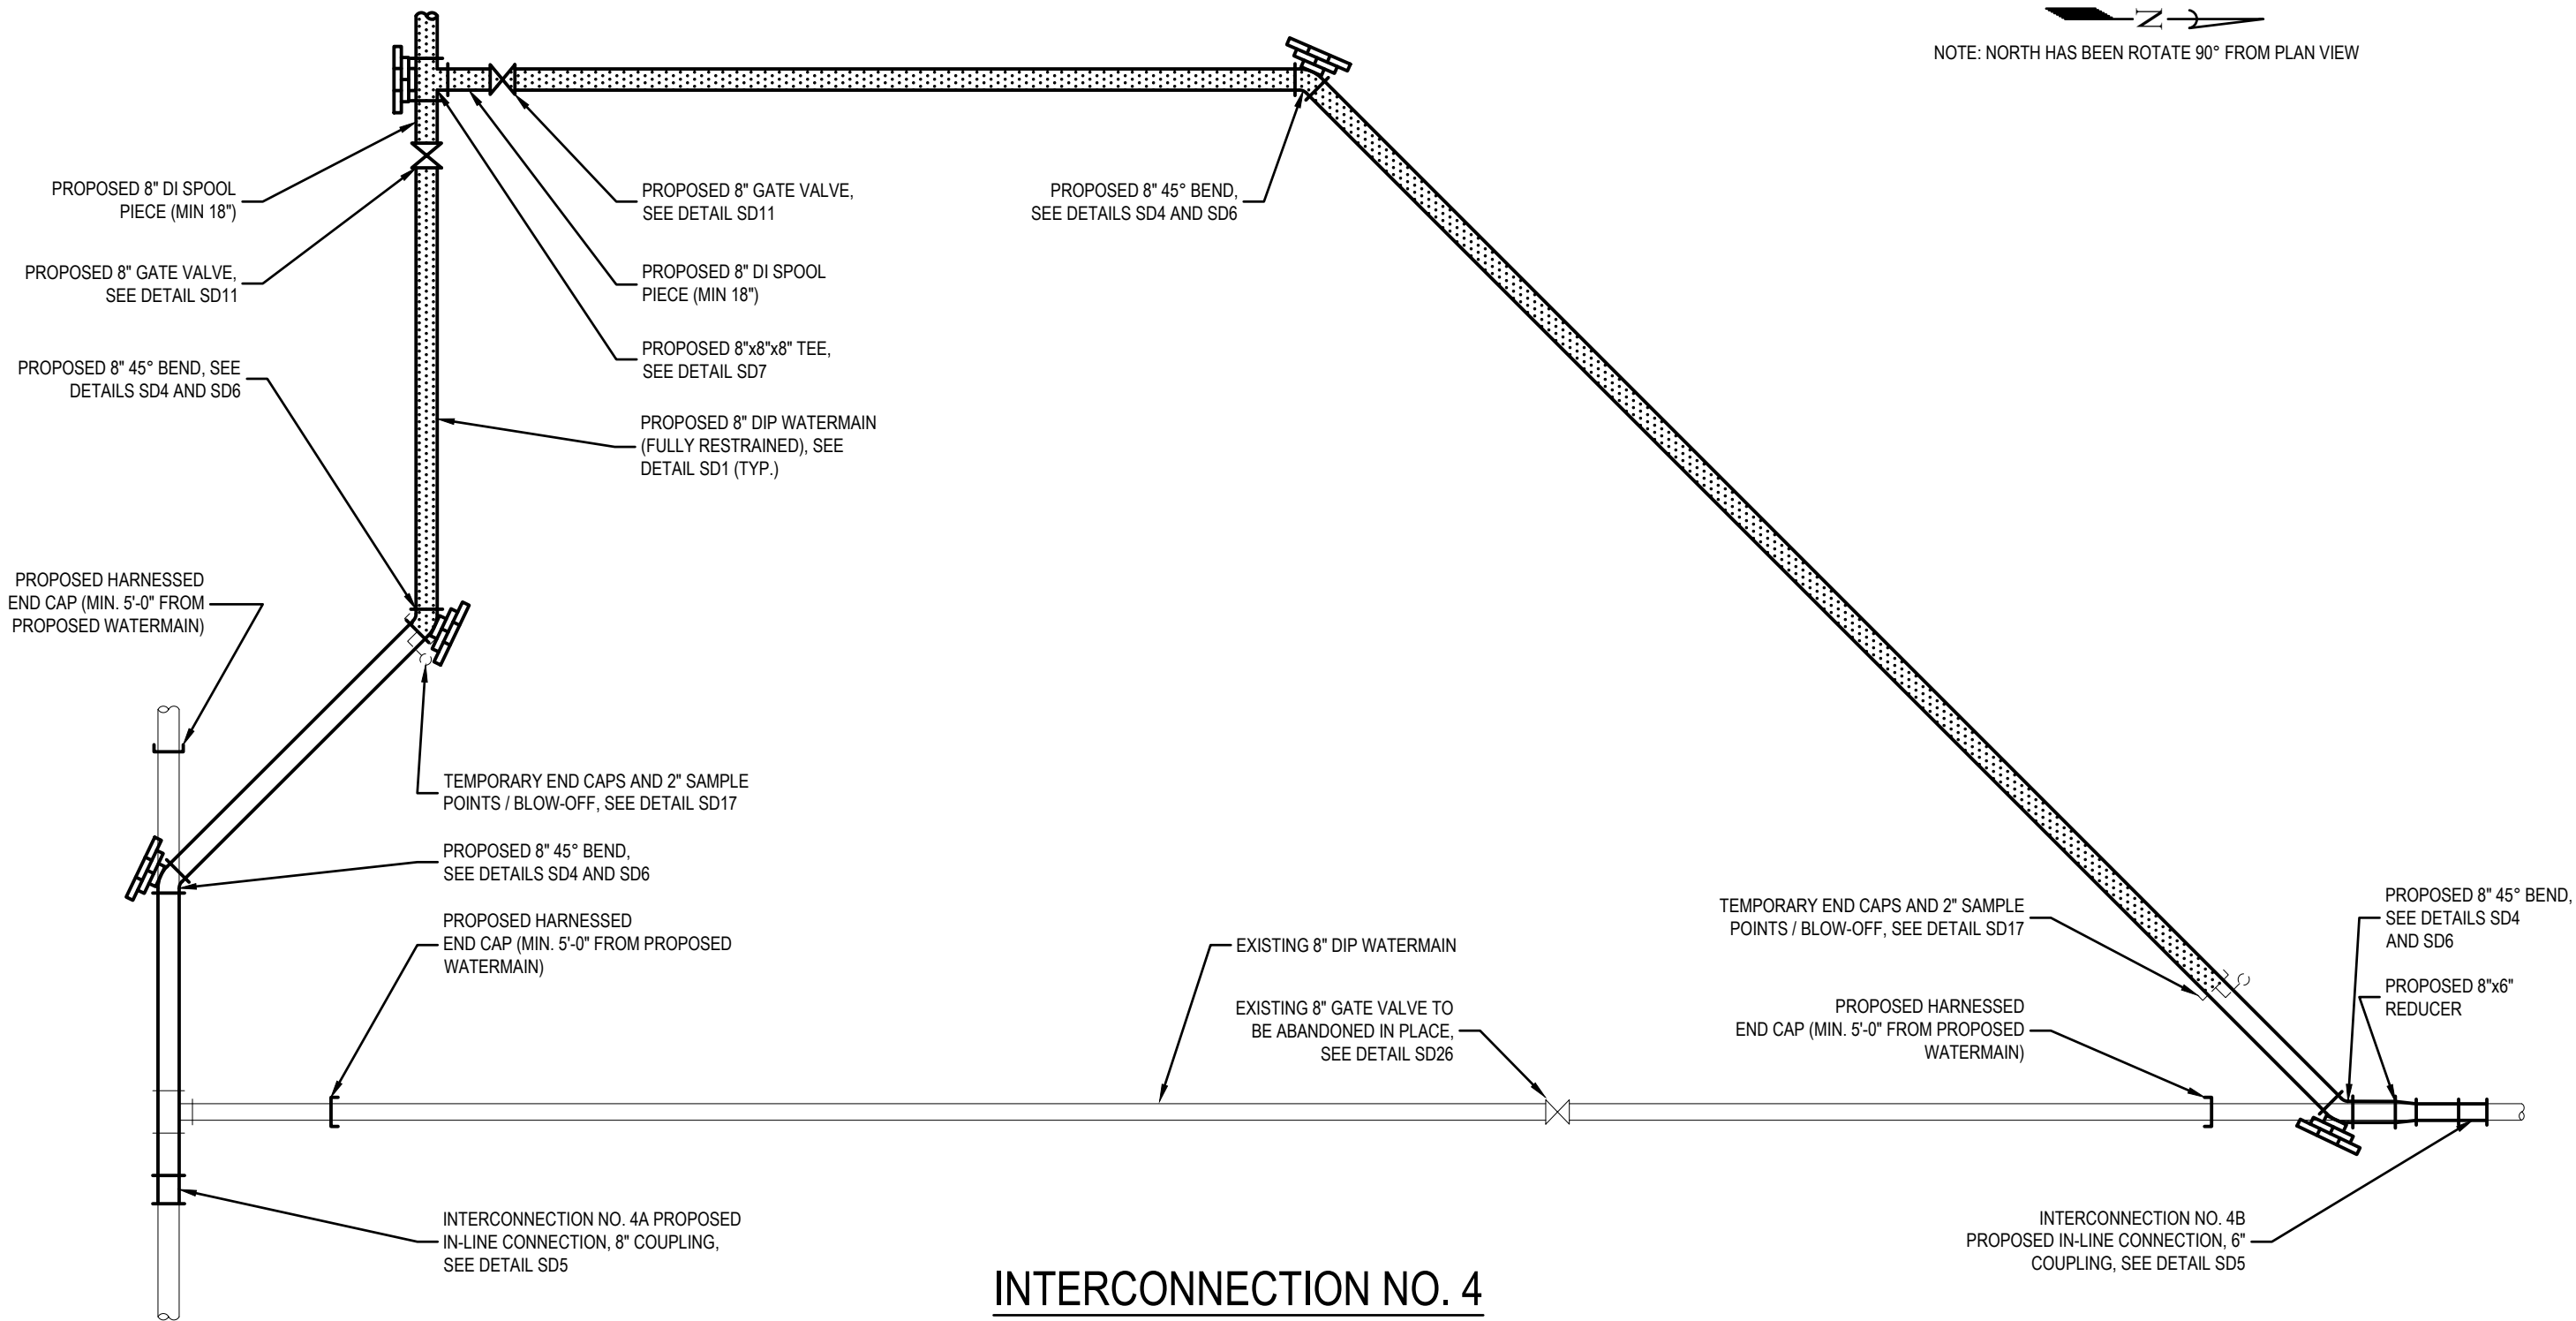 N
NOTE: NORTH HAS BEEN ROTATE 90° FROM PLAN VIEW
PROPOSED 8" DI SPOOL
PIECE (MIN 18")
PROPOSED 8" GATE VALVE,
SEE DETAIL SD11
PROPOSED 8" 45° BEND, SEE
DETAILS SD4 AND SD6
PROPOSED HARNESSED
END CAP (MIN. 5'-0" FROM
PROPOSED WATERMAIN)
PROPOSED 8" GATE VALVE,
SEE DETAIL SD11
PROPOSED 8" DI SPOOL
PIECE (MIN 18")
PROPOSED 8"x8"x8" TEE,
SEE DETAIL SD7
PROPOSED 8" DIP WATERMAIN
(FULLY RESTRAINED), SEE
DETAIL SD1 (TYP.)
PROPOSED 8" 45° BEND,
SEE DETAILS SD4 AND SD6
TEMPORARY END CAPS AND 2" SAMPLE
POINTS / BLOW-OFF, SEE DETAIL SD17
PROPOSED 8" 45° BEND,
SEE DETAILS SD4 AND SD6
PROPOSED HARNESSED
END CAP (MIN. 5'-0" FROM PROPOSED
WATERMAIN)
EXISTING 8" DIP WATERMAIN
EXISTING 8" GATE VALVE TO
BE ABANDONED IN PLACE,
SEE DETAIL SD26
TEMPORARY END CAPS AND 2" SAMPLE
POINTS / BLOW-OFF, SEE DETAIL SD17
PROPOSED HARNESSED
END CAP (MIN. 5'-0" FROM PROPOSED
WATERMAIN)
PROPOSED 8" 45° BEND,
SEE DETAILS SD4
AND SD6
PROPOSED 8"x6"
REDUCER
INTERCONNECTION NO. 4A PROPOSED
IN-LINE CONNECTION, 8" COUPLING,
SEE DETAIL SD5
INTERCONNECTION NO. 4B
PROPOSED IN-LINE CONNECTION, 6"
COUPLING, SEE DETAIL SD5
INTERCONNECTION NO. 4